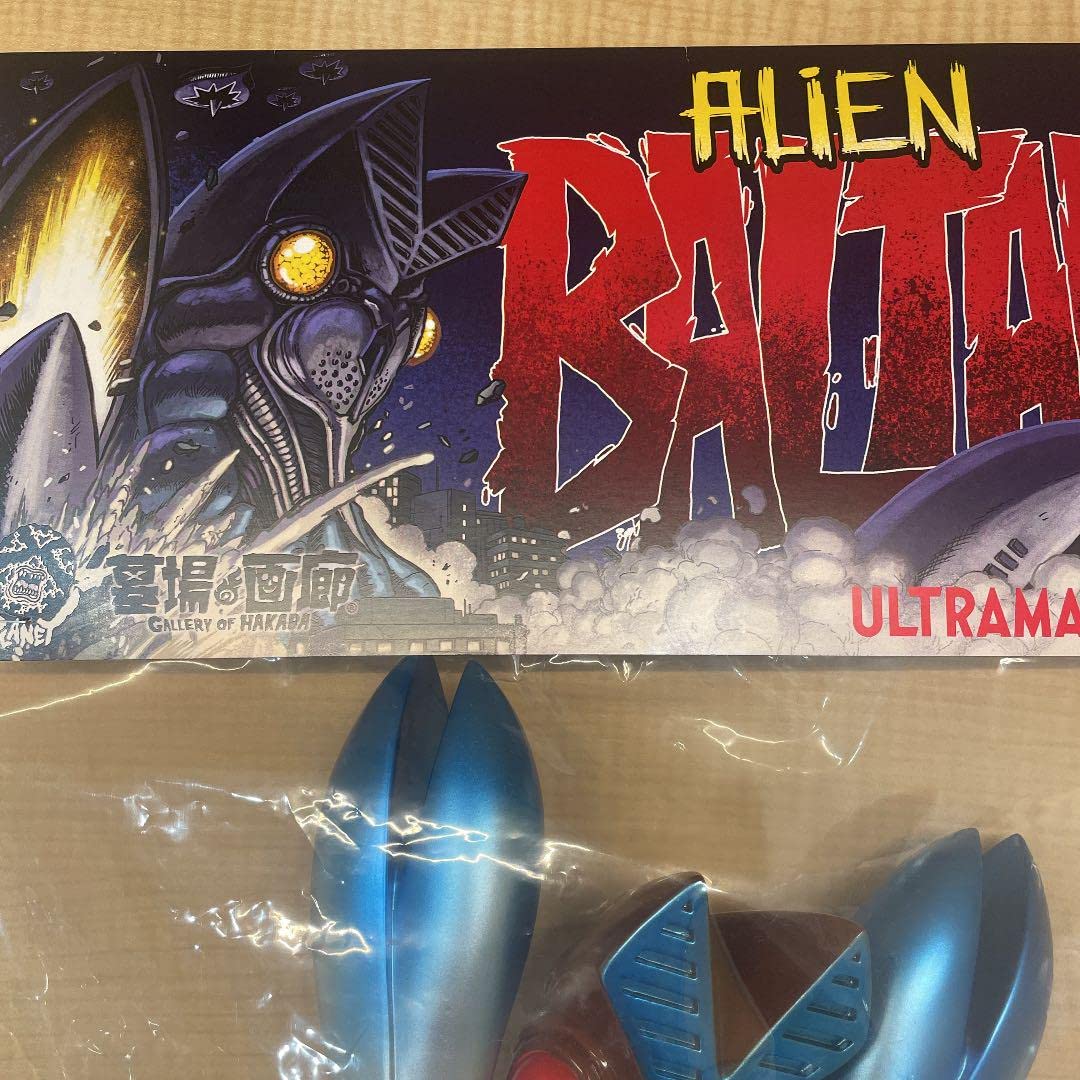 ALiEN
BALTA
墓場の画廊®
GALLERY OF HAKABA
ULTRAMA